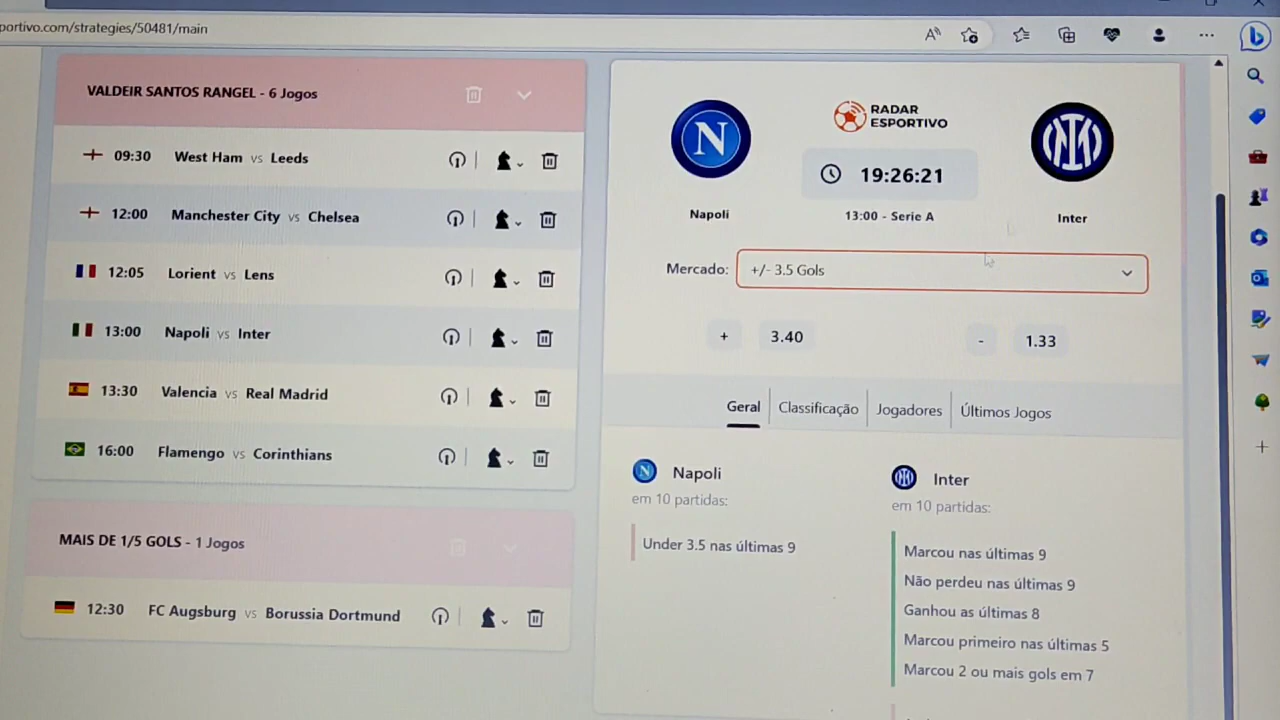 portivo.com/strategies/50481/main
VALDEIR SANTOS RANGEL - 6 Jogos
09:30 West Ham vs Leeds
12:00 Manchester City vs Chelsea
12:05 Lorient vs Lens
13:00 Napoli vs Inter
13:30 Valencia vs Real Madrid
16:00 Flamengo vs Corinthians
MAIS DE 1/5 GOLS - 1 Jogos
12:30 FC Augsburg vs Borussia Dortmund
N
RADAR
ESPORTIVO
19:26:21
Napoli
13:00 - Serie A
Inter
Mercado: +/- 3.5 Gols
+ 3.40 - 1.33
Geral Classificação Jogadores Últimos Jogos
N Napoli
em 10 partidas:
Under 3.5 nas últimas 9
Inter
em 10 partidas:
Marcou nas últimas 9
Não perdeu nas últimas 9
Ganhou as últimas 8
Marcou primeiro nas últimas 5
Marcou 2 ou mais gols em 7